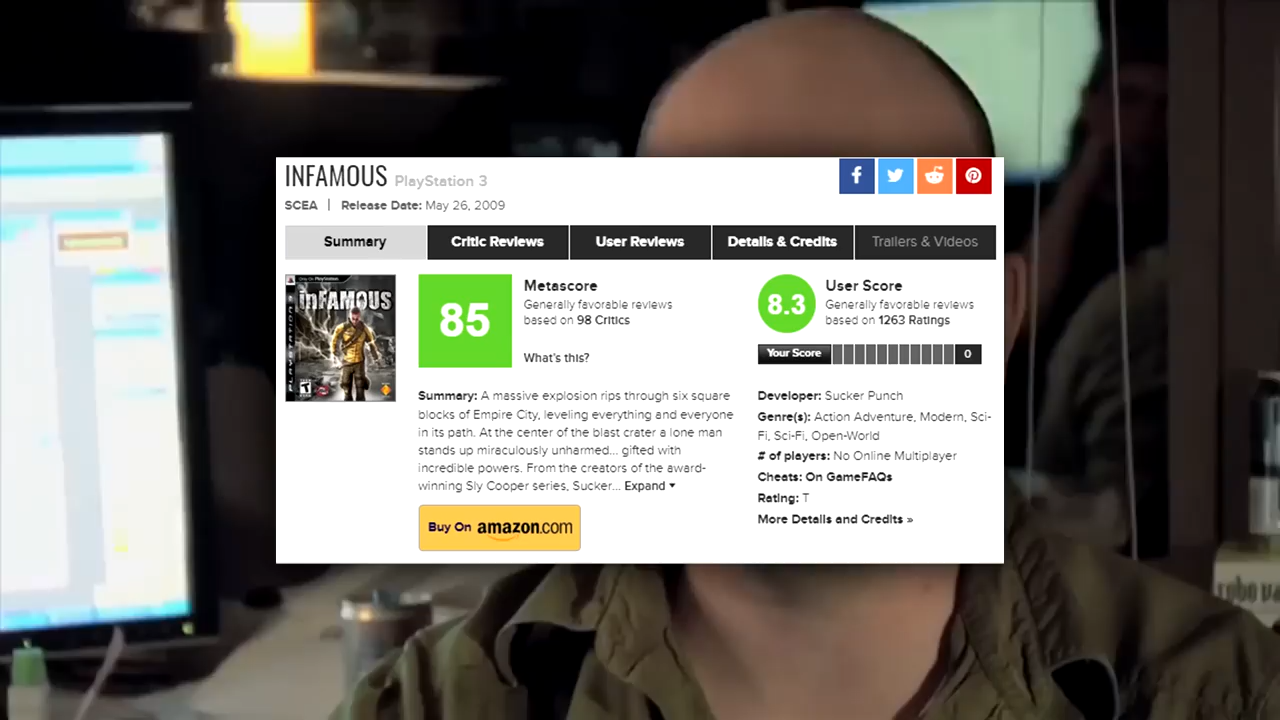 INFAMOUS PlayStation 3
SCEA | Release Date: May 26, 2009
Summary Critic Reviews User Reviews Details & Credits Trailers & Videos
inFAMOUS
PLAYSTATION 3
85
Metascore
Generally favorable reviews
based on 98 Critics
What's this?
8.3
User Score
Generally favorable reviews
based on 1263 Ratings
Your Score 0
Summary: A massive explosion rips through six square
blocks of Empire City, leveling everything and everyone
in its path. At the center of the blast crater a lone man
stands up miraculously unharmed... gifted with
incredible powers. From the creators of the award-
winning Sly Cooper series, Sucker... Expand
Buy On amazon.com
Developer: Sucker Punch
Genre(s): Action Adventure, Modern, Sci-
Fi, Sci-Fi, Open-World
# of players: No Online Multiplayer
Cheats: On GameFAQs
Rating: T
More Details and Credits »